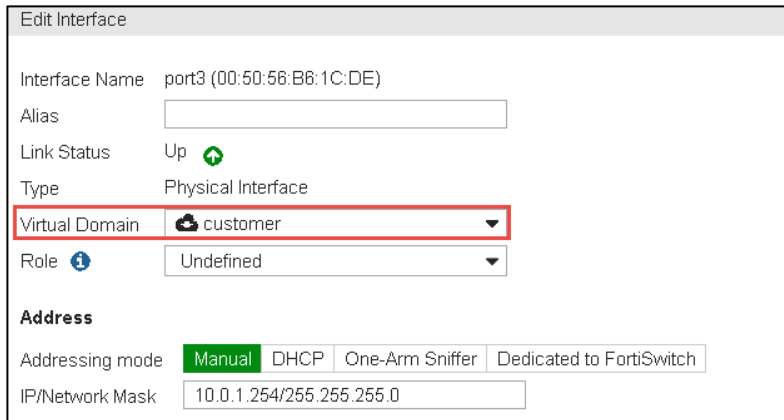 Edit Interface
Interface Name port3 (00:50:56:B6:1C:DE)
Alias
Link Status Up
Type Physical Interface
Virtual Domain customer
Role Undefined
Address
Addressing mode Manual DHCP One-Arm Sniffer Dedicated to FortiSwitch
IP/Network Mask 10.0.1.254/255.255.255.0